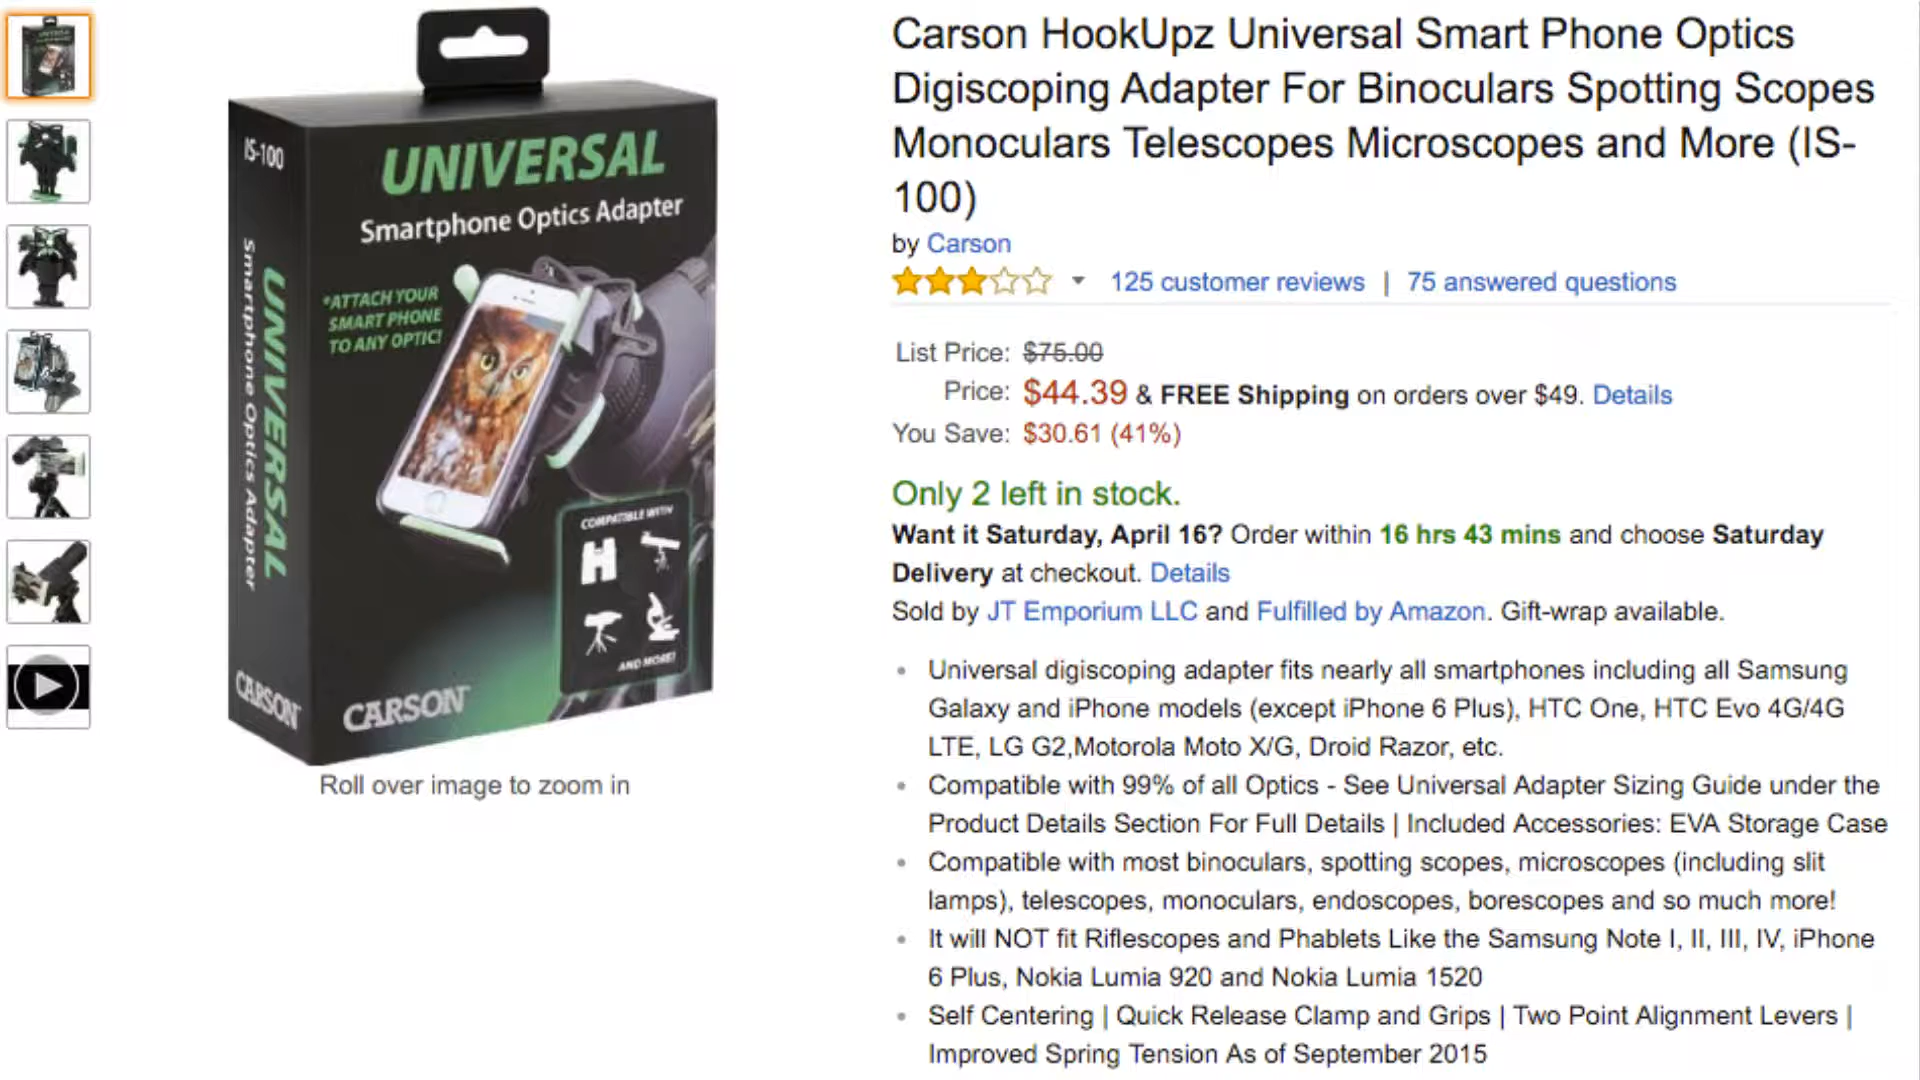 IS-100
UNIVERSAL
Smartphone Optics Adapter
CARSON
UNIVERSAL
Smartphone Optics Adapter
*ATTACH YOUR
SMART PHONE
TO ANY OPTIC!
COMPATIBLE WITH
AND MORE!
CARSON
Roll over image to zoom in
Carson HookUpz Universal Smart Phone Optics
Digiscoping Adapter For Binoculars Spotting Scopes
Monoculars Telescopes Microscopes and More (IS-
100)
by Carson
125 customer reviews | 75 answered questions
List Price: $75.00
Price: $44.39 & FREE Shipping on orders over $49. Details
You Save: $30.61 (41%)
Only 2 left in stock.
Want it Saturday, April 16? Order within 16 hrs 43 mins and choose Saturday
Delivery at checkout. Details
Sold by JT Emporium LLC and Fulfilled by Amazon. Gift-wrap available.
• Universal digiscoping adapter fits nearly all smartphones including all Samsung
Galaxy and iPhone models (except iPhone 6 Plus), HTC One, HTC Evo 4G/4G
LTE, LG G2,Motorola Moto X/G, Droid Razor, etc.
• Compatible with 99% of all Optics - See Universal Adapter Sizing Guide under the
Product Details Section For Full Details | Included Accessories: EVA Storage Case
• Compatible with most binoculars, spotting scopes, microscopes (including slit
lamps), telescopes, monoculars, endoscopes, borescopes and so much more!
• It will NOT fit Riflescopes and Phablets Like the Samsung Note I, II, III, IV, iPhone
6 Plus, Nokia Lumia 920 and Nokia Lumia 1520
• Self Centering | Quick Release Clamp and Grips | Two Point Alignment Levers |
Improved Spring Tension As of September 2015